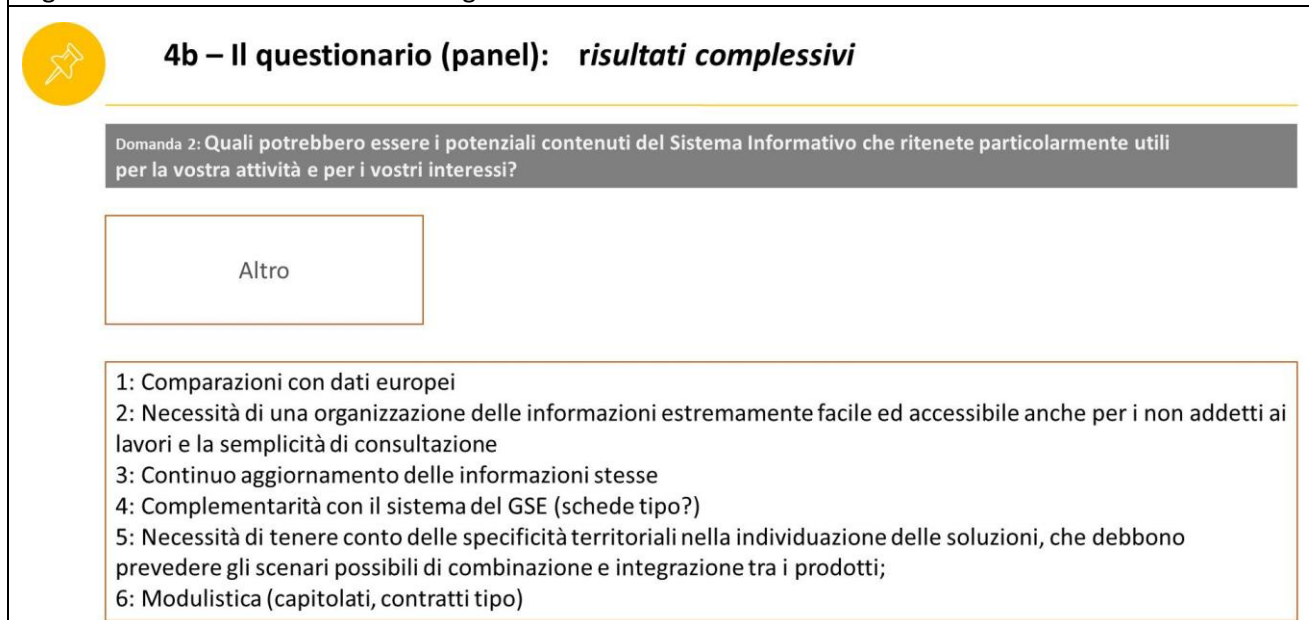 4b – Il questionario (panel): risultati complessivi
Domanda 2: Quali potrebbero essere i potenziali contenuti del Sistema Informativo che ritenete particolarmente utili
per la vostra attività e per i vostri interessi?
Altro
1: Comparazioni con dati europei
2: Necessità di una organizzazione delle informazioni estremamente facile ed accessibile anche per i non addetti ai
lavori e la semplicità di consultazione
3: Continuo aggiornamento delle informazioni stesse
4: Complementarità con il sistema del GSE (schede tipo?)
5: Necessità di tenere conto delle specificità territoriali nella individuazione delle soluzioni, che debbono
prevedere gli scenari possibili di combinazione e integrazione tra i prodotti;
6: Modulistica (capitolati, contratti tipo)